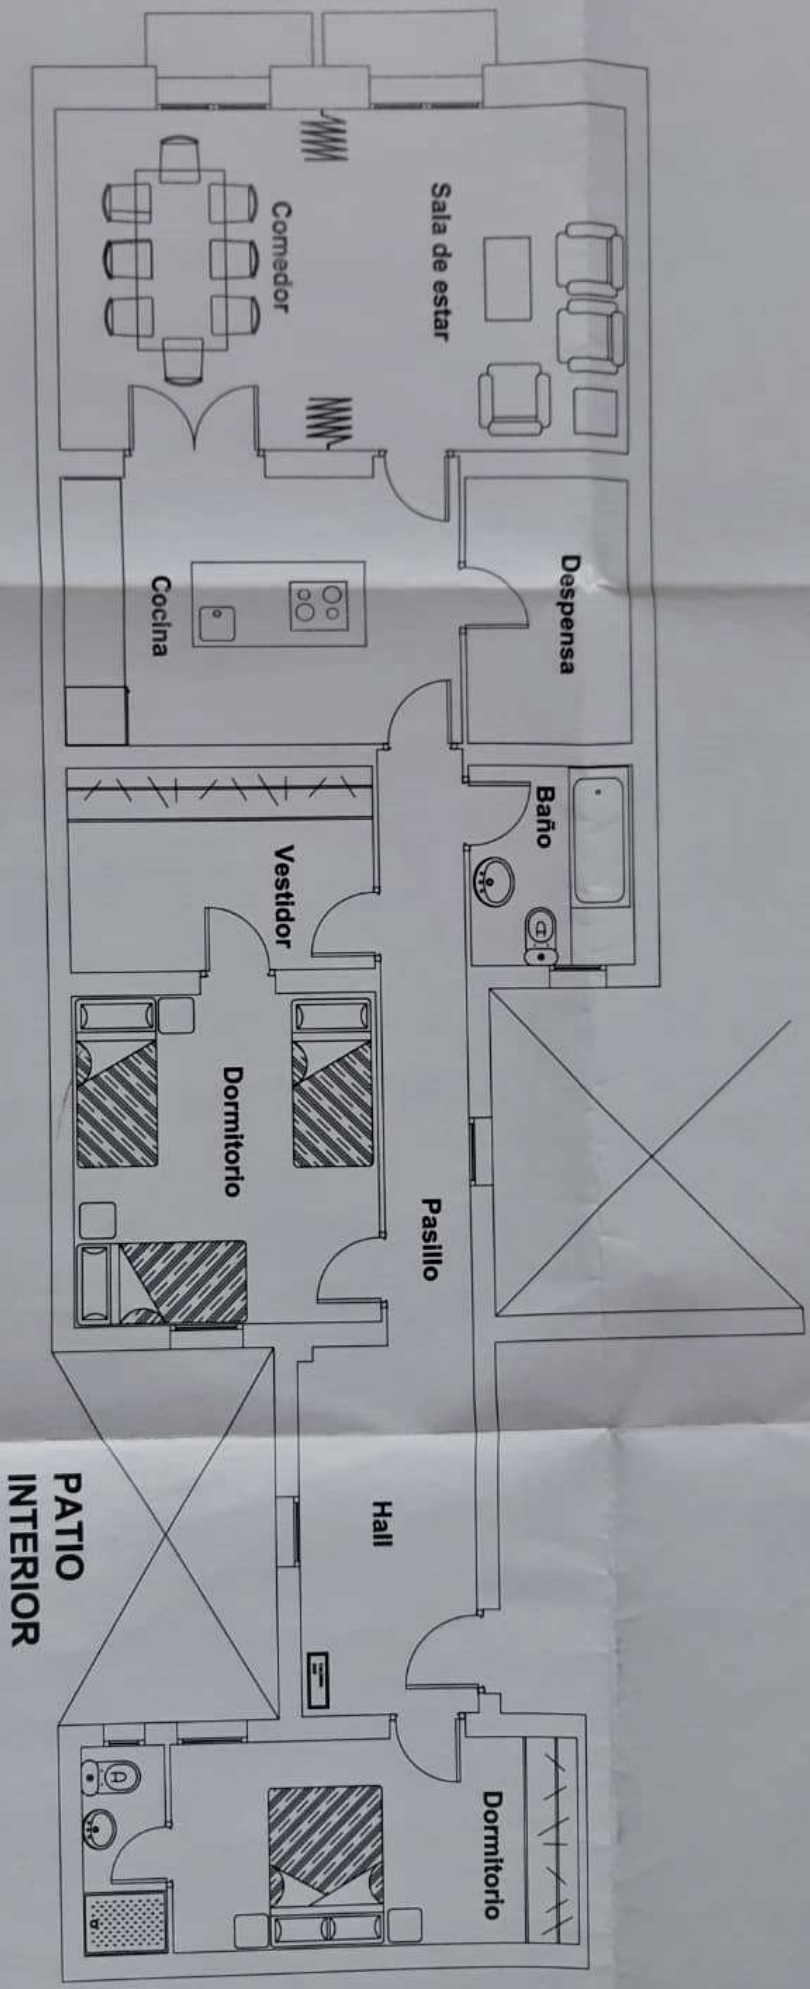 Sala de estar
Comedor
Despensa
Cocina
Baño
Vestidor
Dormitorio
Pasillo
Hall
Dormitorio
PATIO
INTERIOR